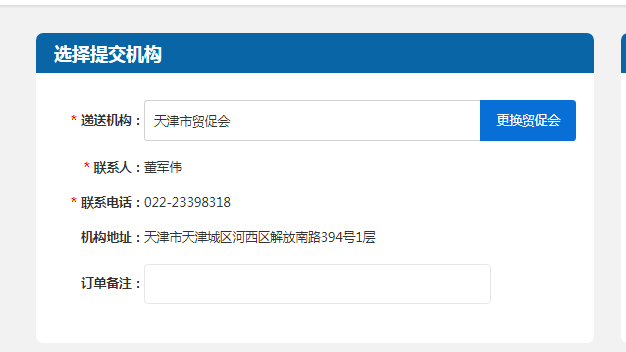 选择提交机构
* 递送机构：天津市贸促会 更换贸促会
* 联系人：董军伟
* 联系电话：022-23398318
机构地址：天津市天津城区河西区解放南路394号1层
订单备注：